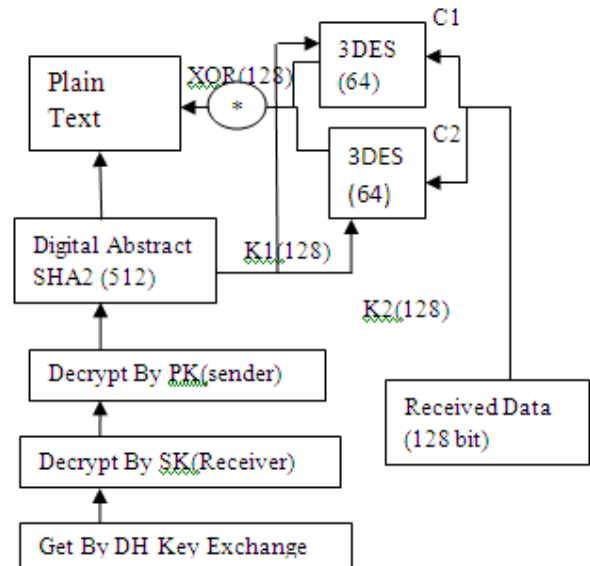 C1
3DES
(64)
Plain
Text
XOR(128)
*
C2
3DES
(64)
Digital Abstract
SHA2 (512)
K1(128)
K2(128)
Decrypt By PK(sender)
Received Data
(128 bit)
Decrypt By SK(Receiver)
Get By DH Key Exchange